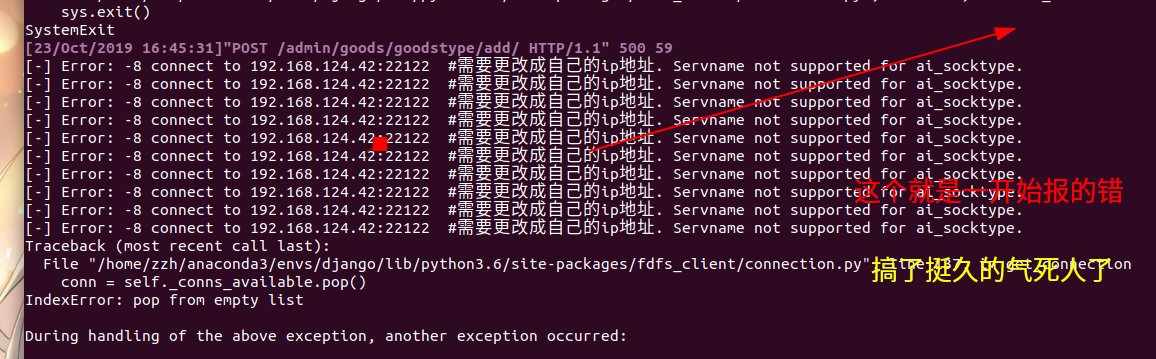 sys.exit()
SystemExit
[23/Oct/2019 16:45:31]"POST /admin/goods/goodstype/add/ HTTP/1.1" 500 59
[-] Error: -8 connect to 192.168.124.42:22122  #需要更改成自己的ip地址. Servname not supported for ai_socktype.
[-] Error: -8 connect to 192.168.124.42:22122  #需要更改成自己的ip地址. Servname not supported for ai_socktype.
[-] Error: -8 connect to 192.168.124.42:22122  #需要更改成自己的ip地址. Servname not supported for ai_socktype.
[-] Error: -8 connect to 192.168.124.42:22122  #需要更改成自己的ip地址. Servname not supported for ai_socktype.
[-] Error: -8 connect to 192.168.124.42:22122  #需要更改成自己的ip地址. Servname not supported for ai_socktype.
[-] Error: -8 connect to 192.168.124.42:22122  #需要更改成自己的ip地址. Servname not supported for ai_socktype.
[-] Error: -8 connect to 192.168.124.42:22122  #需要更改成自己的ip地址. Servname not supported for ai_socktype.
[-] Error: -8 connect to 192.168.124.42:22122  #需要更改成自己的ip地址. Servname not supported for ai_socktype.
这个就是一开始报的错
[-] Error: -8 connect to 192.168.124.42:22122  #需要更改成自己的ip地址. Servname not supported for ai_socktype.
[-] Error: -8 connect to 192.168.124.42:22122  #需要更改成自己的ip地址. Servname not supported for ai_socktype.
Traceback (most recent call last):
File "/home/zzh/anaconda3/envs/django/lib/python3.6/site-packages/fdfs_client/connection.py"
搞了挺久的气死人了
conn = self._conns_available.pop()
IndexError: pop from empty list
During handling of the above exception, another exception occurred: